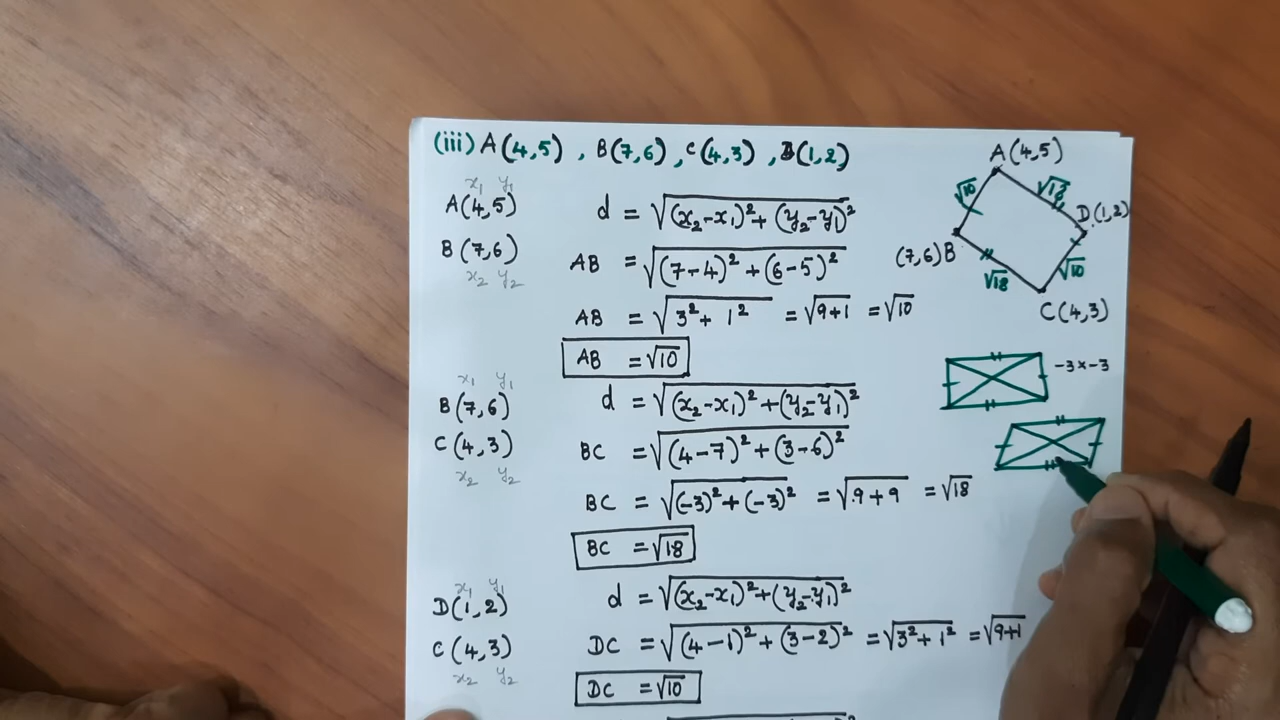 (iii) A(4,5) , B(7,6) , C(4,3) , D(1,2)
x₁ y₁
A(4,5)
B(7,6)
x₂ y₂
d = √(x₂-x₁)²+(y₂-y₁)²
AB = √(7-4)²+(6-5)²
AB = √3²+1² = √9+1 = √10
AB = √10
x₁ y₁
B(7,6)
C(4,3)
x₂ y₂
d = √(x₂-x₁)²+(y₂-y₁)²
BC = √(4-7)²+(3-6)²
BC = √(-3)²+(-3)² = √9+9 = √18
BC = √18
x₁ y₁
D(1,2)
C(4,3)
x₂ y₂
d = √(x₂-x₁)²+(y₂-y₁)²
DC = √(4-1)²+(3-2)² = √3²+1² = √9+1
DC = √10
A(4,5)
√10
√18
D(1,2)
(7,6)B
√18
√10
C(4,3)
-3×-3